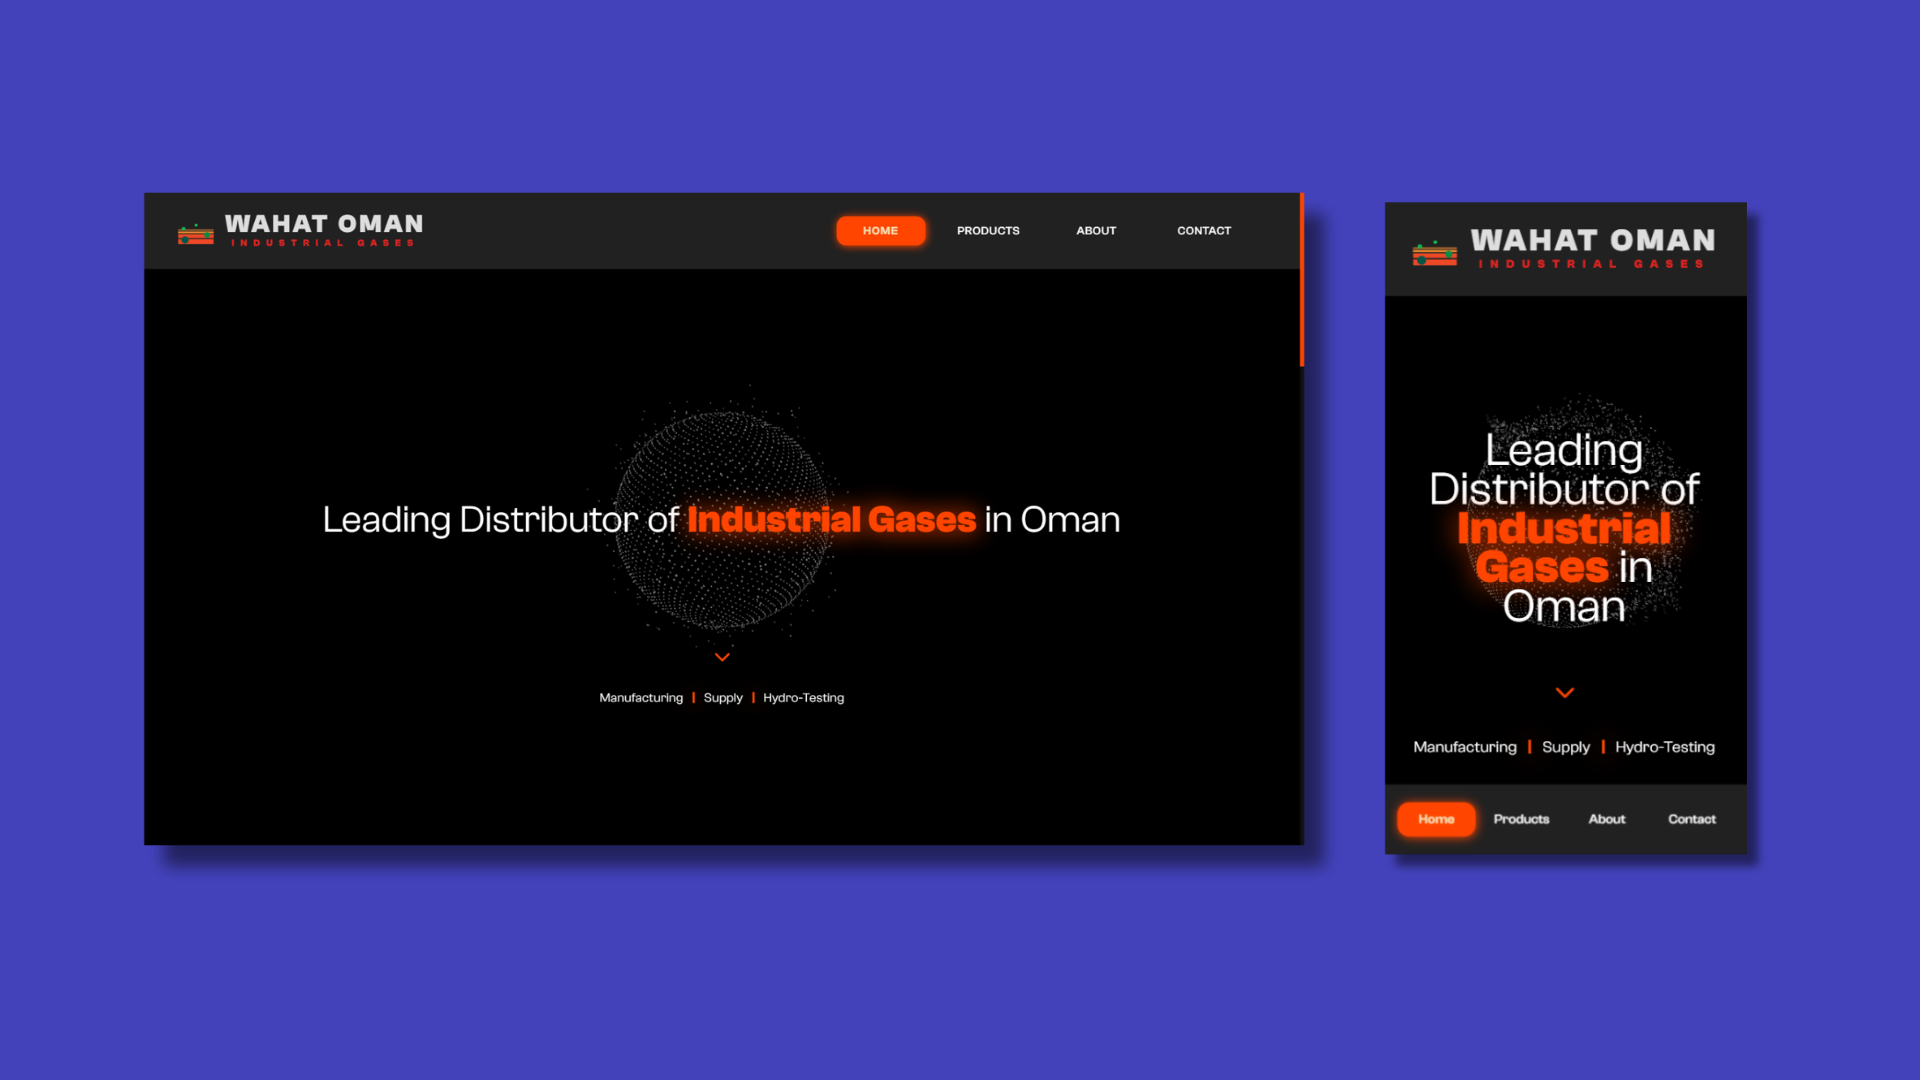 WAHAT OMAN
INDUSTRIAL GASES
HOME PRODUCTS ABOUT CONTACT
Leading Distributor of Industrial Gases in Oman
Manufacturing | Supply | Hydro-Testing
WAHAT OMAN
INDUSTRIAL GASES
Leading
Distributor of
Industrial
Gases in
Oman
Manufacturing | Supply | Hydro-Testing
Home Products About Contact